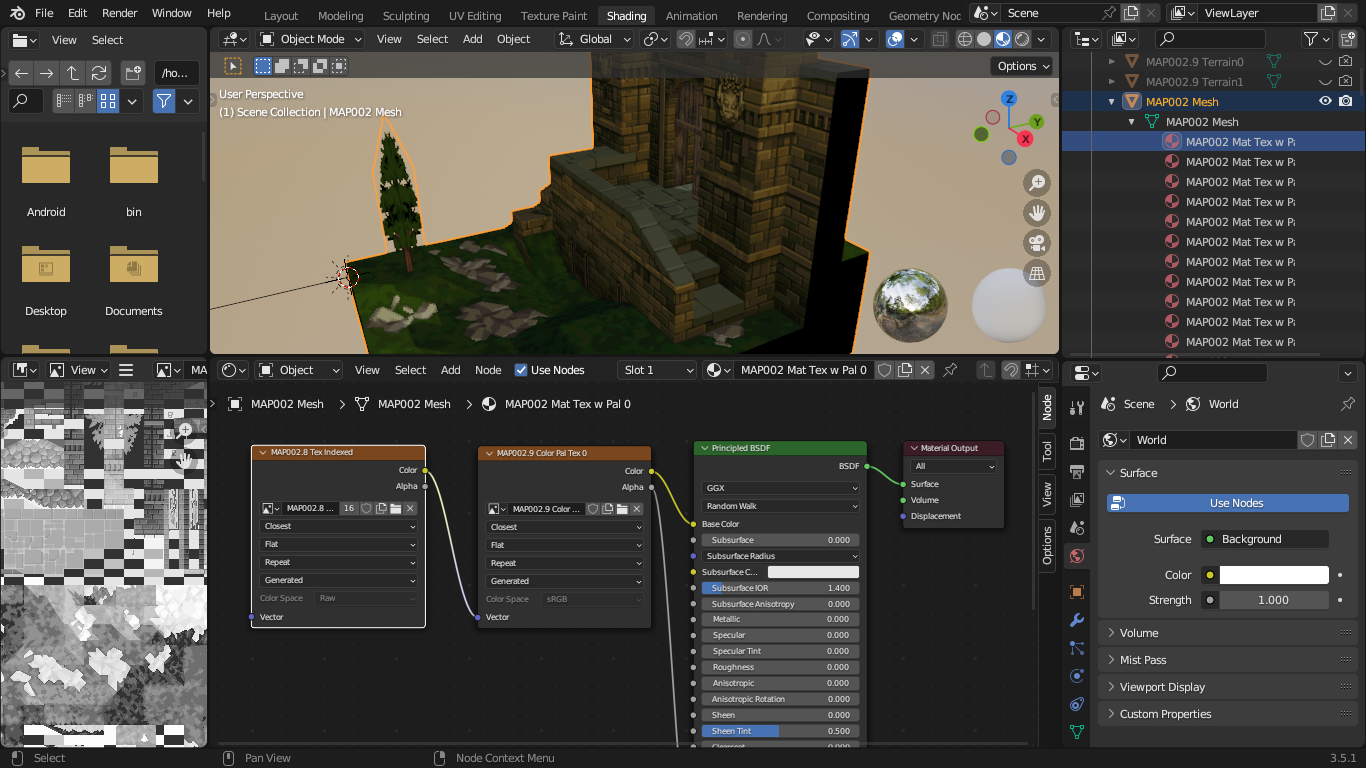 File Edit Render Window Help Layout Modeling Sculpting UV Editing Texture Paint Shading Animation Rendering Compositing Geometry Noc Scene ViewLayer
View Select
Object Mode View Select Add Object Global
Options
/ho...
Android
bin
Desktop
Documents
User Perspective
(1) Scene Collection | MAP002 Mesh
Z
Y
X
MAP002.9 Terrain0
MAP002.9 Terrain1
MAP002 Mesh
MAP002 Mesh
MAP002 Mat Tex w Pa
MAP002 Mat Tex w Pa
MAP002 Mat Tex w Pa
MAP002 Mat Tex w Pa
MAP002 Mat Tex w Pa
MAP002 Mat Tex w Pa
MAP002 Mat Tex w Pa
MAP002 Mat Tex w Pa
MAP002 Mat Tex w Pa
MAP002 Mat Tex w Pa
MAP002 Mat Tex w Pa
View MA
Object View Select Add Node Use Nodes Slot 1 MAP002 Mat Tex w Pal 0
MAP002 Mesh > MAP002 Mesh > MAP002 Mat Tex w Pal 0
MAP002.8 Tex Indexed
Color
Alpha
MAP002.8 ... 16
Closest
Flat
Repeat
Generated
Color Space Raw
Vector
MAP002.9 Color Pal Tex 0
Color
Alpha
MAP002.9 Color ...
Closest
Flat
Repeat
Generated
Color Space sRGB
Vector
Principled BSDF
BSDF
GGX
Random Walk
Base Color
Subsurface 0.000
Subsurface Radius
Subsurface C...
Subsurface IOR 1.400
Subsurface Anisotropy 0.000
Metallic 0.000
Specular 0.000
Specular Tint 0.000
Roughness 0.000
Anisotropic 0.000
Anisotropic Rotation 0.000
Sheen 0.000
Sheen Tint 0.500
Material Output
All
Surface
Volume
Displacement
Node
Tool
View
Options
Scene > World
World
Surface
Use Nodes
Surface Background
Color
Strength 1.000
Volume
Mist Pass
Viewport Display
Custom Properties
Select Pan View Node Context Menu 3.5.1